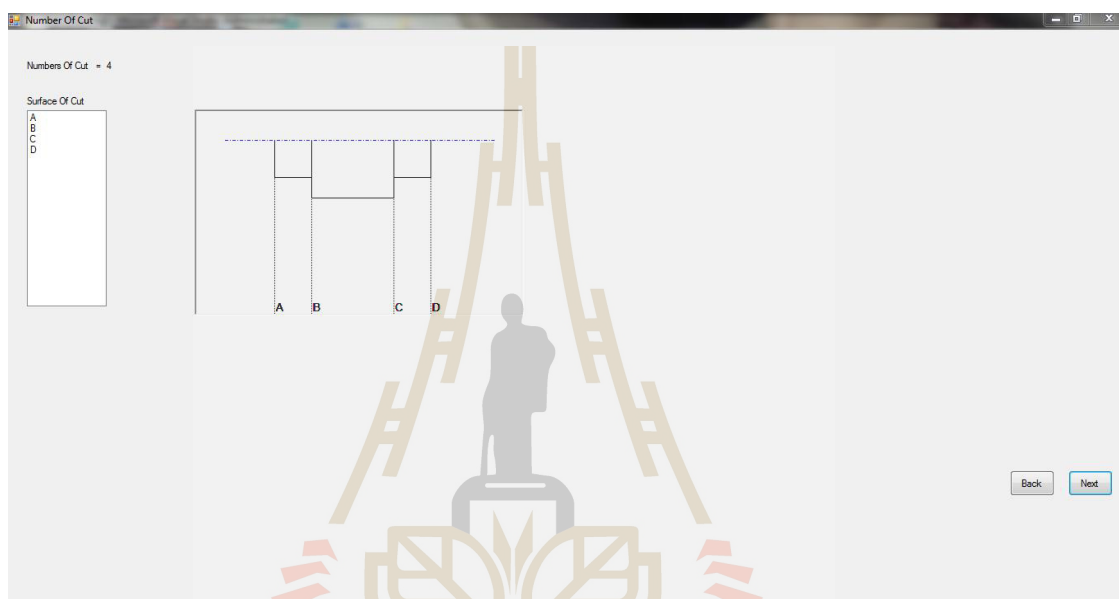 Number Of Cut
Numbers Of Cut = 4
Surface Of Cut
A
B
C
D
A B C D
Back Next